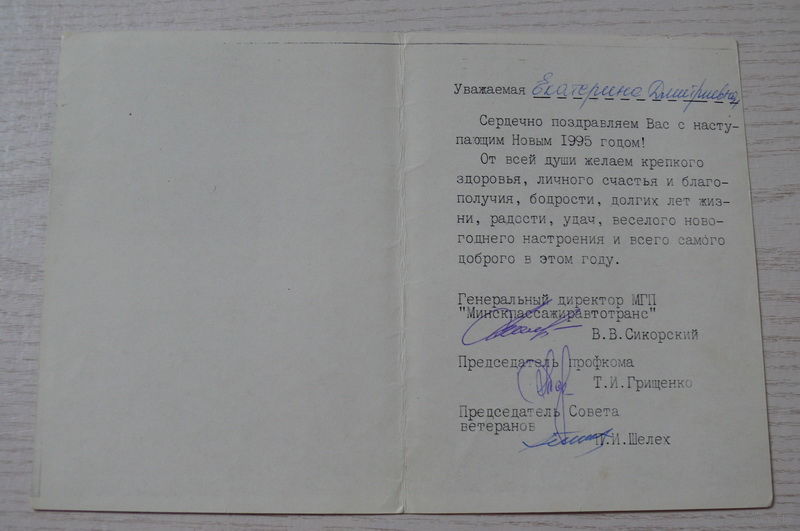 Уважаемая Екатерина Дмитриевна,
Сердечно поздравляем Вас с насту-
пающим Новым 1995 годом!
От всей души желаем крепкого
здоровья, личного счастья и благо-
получия, бодрости, долгих лет жиз-
ни, радости, удач, веселого ново-
годнего настроения и всего самого
доброго в этом году.
Генеральный директор МГП
"Минскпассажиравтотранс"
В.В.Сикорский
Председатель профкома
Т.И.Грищенко
Председатель Совета
ветеранов
И.Шелех